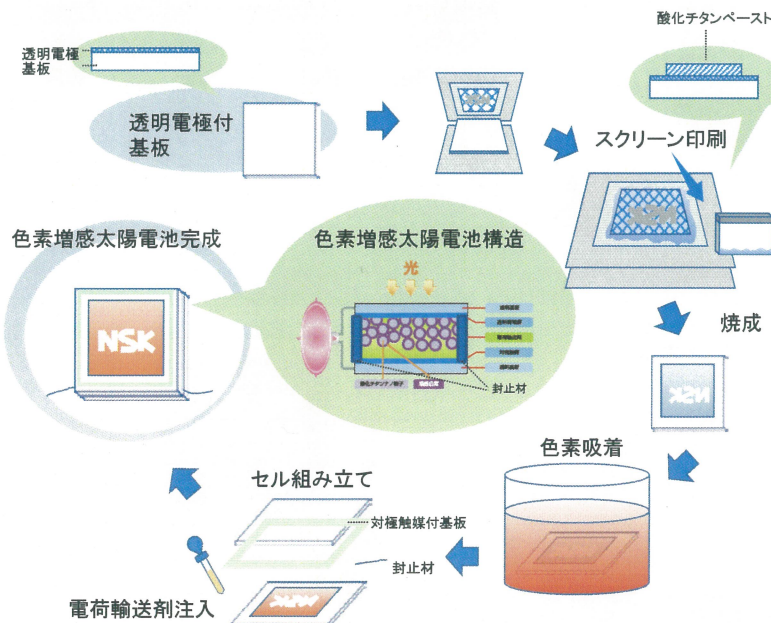 酸化チタンペースト
透明電極
基板
透明電極付
基板
スクリーン印刷
色素増感太陽電池完成
色素増感太陽電池構造
光
NSK
封止材
焼成
色素吸着
セル組み立て
対極触媒付基板
封止材
電荷輸送剤注入